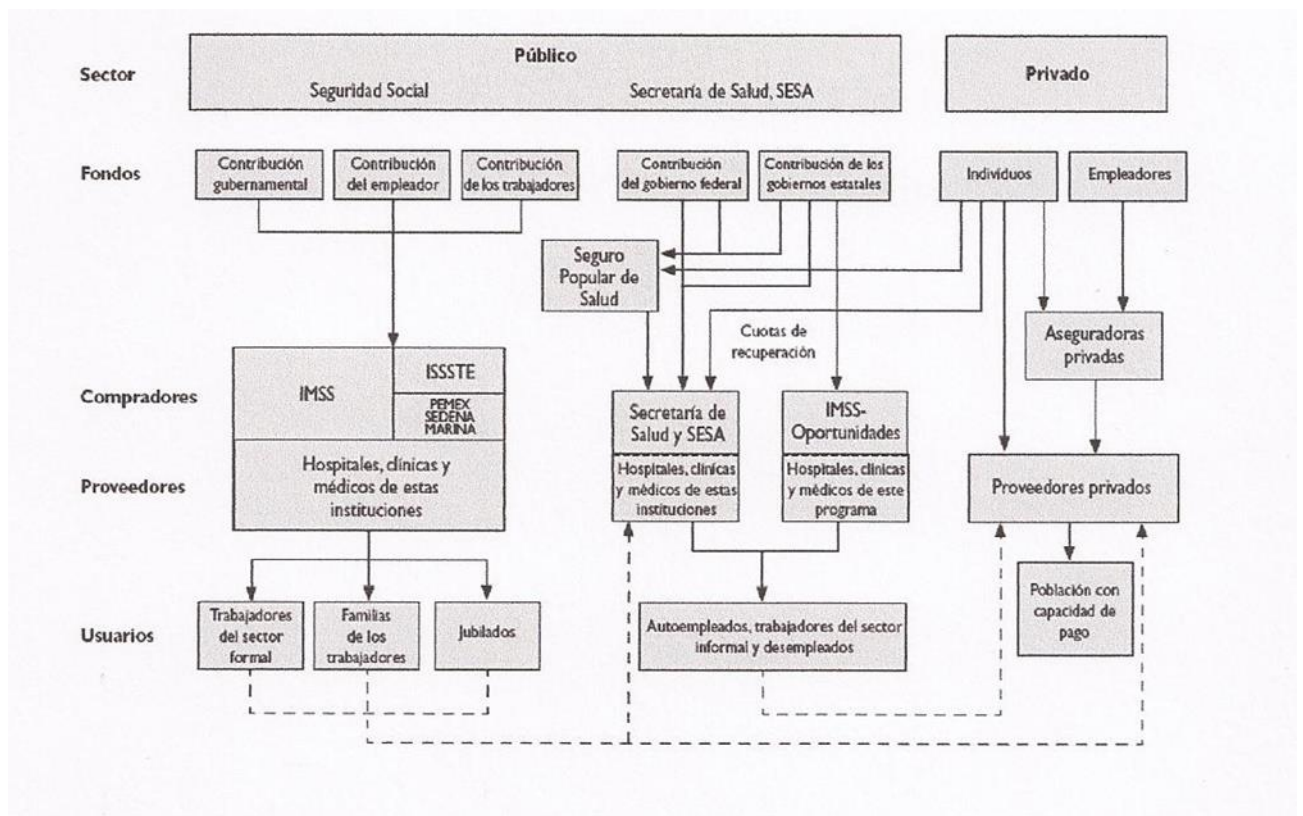 Sector
Público
Seguridad Social
Secretaría de Salud, SESA
Privado
Fondos
Contribución
gubernamental
Contribución
del empleador
Contribución
de los trabajadores
Contribución
del gobierno federal
Contribución de los
gobiernos estatales
Individuos
Empleadores
Seguro
Popular de
Salud
Cuotas de
recuperación
Aseguradoras
privadas
Compradores
IMSS
ISSSTE
PEMEX
SEDENA
MARINA
Secretaría de
Salud y SESA
IMSS-
Oportunidades
Proveedores
Hospitales, clínicas y
médicos de estas
instituciones
Hospitales, clínicas
y médicos de estas
instituciones
Hospitales, clínicas
y médicos de este
programa
Proveedores privados
Usuarios
Trabajadores
del sector
formal
Familias
de los
trabajadores
Jubilados
Autoempleados, trabajadores del sector
informal y desempleados
Población con
capacidad de
pago